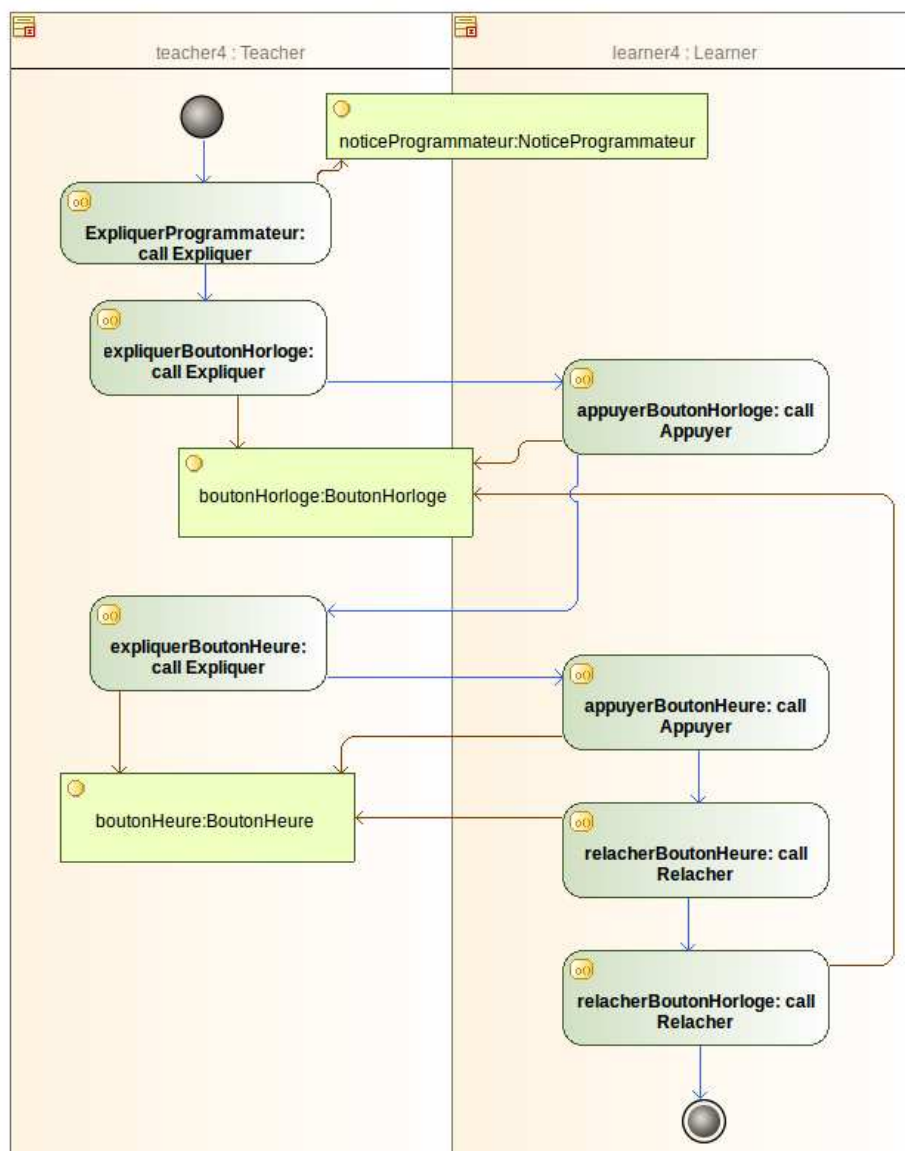 teacher4 : Teacher
learner4 : Learner
noticeProgrammateur:NoticeProgrammateur
ExpliquerProgrammateur:
call Expliquer
expliquerBoutonHorloge:
call Expliquer
appuyerBoutonHorloge: call
Appuyer
boutonHorloge:BoutonHorloge
expliquerBoutonHeure:
call Expliquer
appuyerBoutonHeure: call
Appuyer
boutonHeure:BoutonHeure
relacherBoutonHeure: call
Relacher
relacherBoutonHorloge: call
Relacher